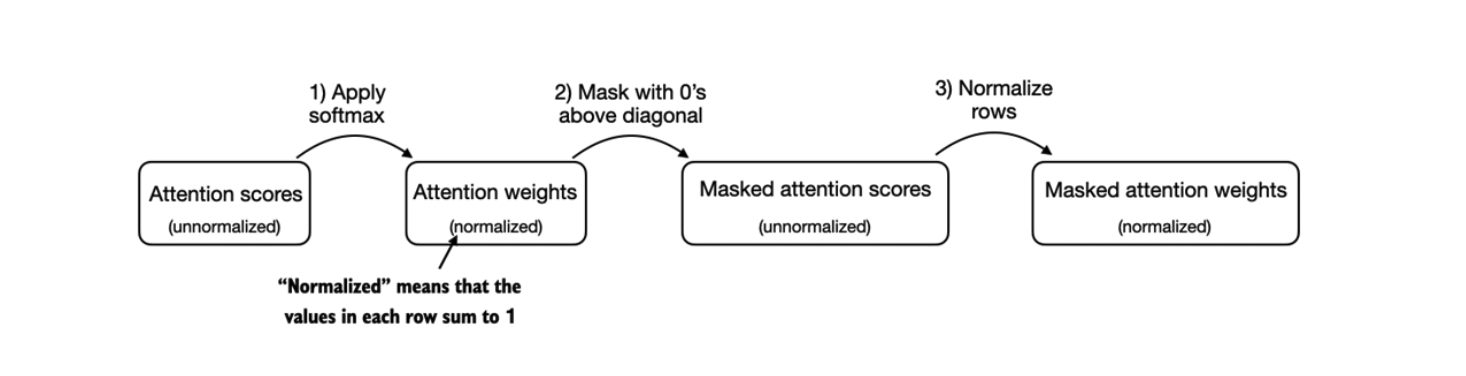 1) Apply
softmax
2) Mask with 0’s
above diagonal
3) Normalize
rows
Attention scores
(unnormalized)
Attention weights
(normalized)
Masked attention scores
(unnormalized)
Masked attention weights
(normalized)
“Normalized” means that the
values in each row sum to 1